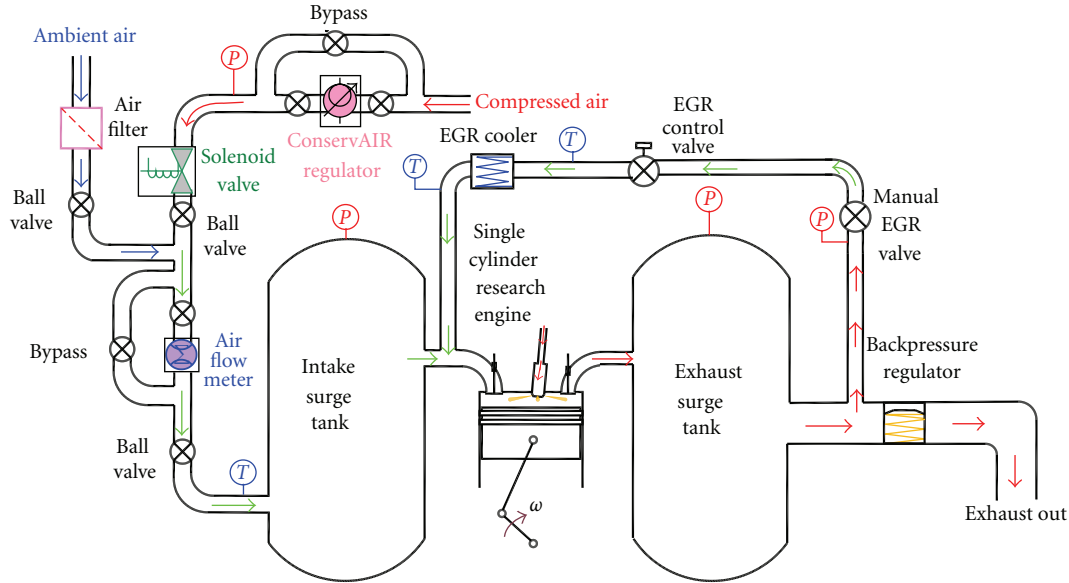 Bypass
Ambient air
P
Compressed air
Air
filter
ConservAIR
regulator
EGR cooler
T
EGR
control
valve
T
Solenoid
valve
Ball
valve
Ball
valve
P
P
P
Manual
EGR
valve
Single
cylinder
research
engine
Bypass
Air
flow
meter
Intake
surge
tank
Exhaust
surge
tank
Backpressure
regulator
Ball
valve
T
ω
Exhaust out